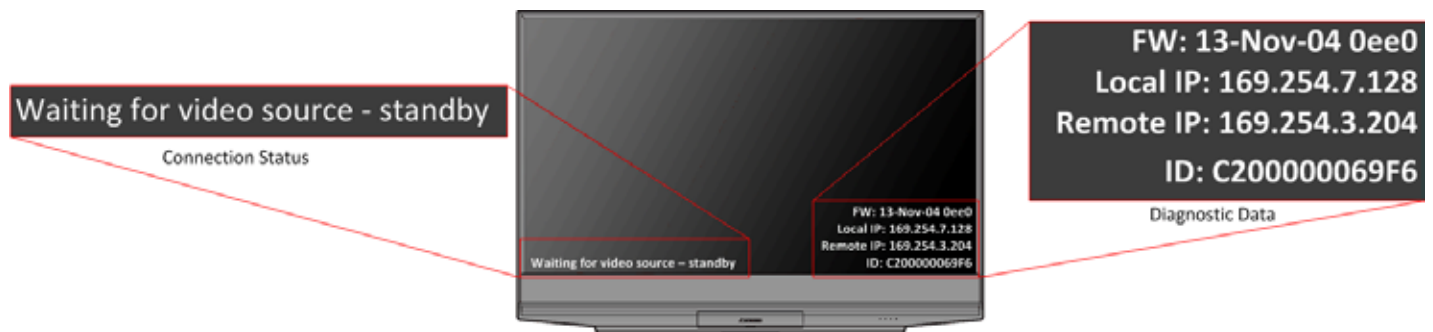 Waiting for video source - standby
Connection Status
FW: 13-Nov-04 0ee0
Local IP: 169.254.7.128
Remote IP: 169.254.3.204
ID: C200000069F6
Waiting for video source – standby
FW: 13-Nov-04 0ee0
Local IP: 169.254.7.128
Remote IP: 169.254.3.204
ID: C200000069F6
Diagnostic Data